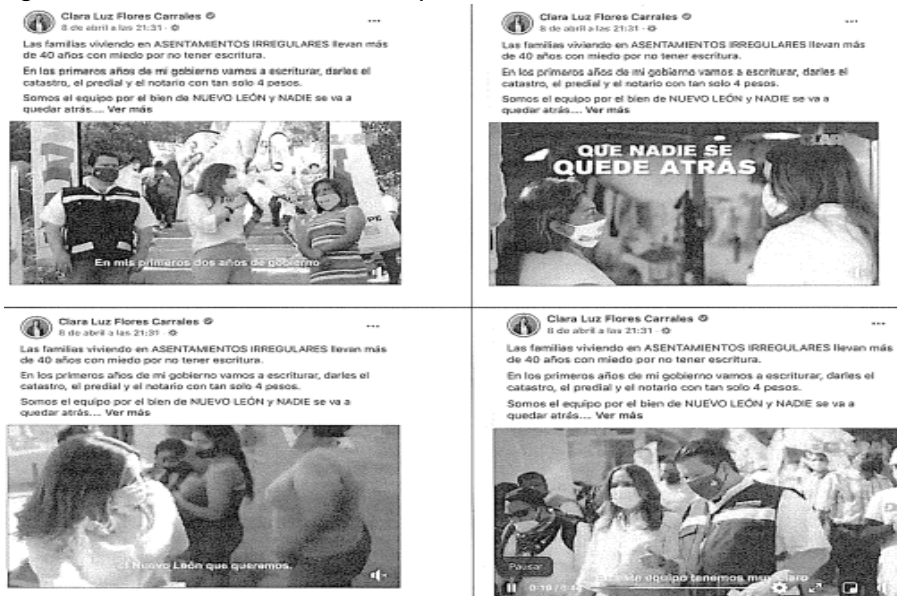 Clara Luz Flores Carrales
8 de abril a las 21:31 ·
Las familias viviendo en ASENTAMIENTOS IRREGULARES llevan más
de 40 años con miedo por no tener escritura.
En los primeros años de mi gobierno vamos a escriturar, darles el
catastro, el predial y el notario con tan solo 4 pesos.
Somos el equipo por el bien de NUEVO LEÓN y NADIE se va a
quedar atrás.... Ver más
En mis primeros dos años de gobierno
Clara Luz Flores Carrales
8 de abril a las 21:31 ·
Las familias viviendo en ASENTAMIENTOS IRREGULARES llevan más
de 40 años con miedo por no tener escritura.
En los primeros años de mi gobierno vamos a escriturar, darles el
catastro, el predial y el notario con tan solo 4 pesos.
Somos el equipo por el bien de NUEVO LEÓN y NADIE se va a
quedar atrás.... Ver más
QUE NADIE SE
QUEDE ATRÁS
Clara Luz Flores Carrales
8 de abril a las 21:31 ·
Las familias viviendo en ASENTAMIENTOS IRREGULARES llevan más
de 40 años con miedo por no tener escritura.
En los primeros años de mi gobierno vamos a escriturar, darles el
catastro, el predial y el notario con tan solo 4 pesos.
Somos el equipo por el bien de NUEVO LEÓN y NADIE se va a
quedar atrás.... Ver más
Nuevo León que queremos.
Clara Luz Flores Carrales
8 de abril a las 21:31 ·
Las familias viviendo en ASENTAMIENTOS IRREGULARES llevan más
de 40 años con miedo por no tener escritura.
En los primeros años de mi gobierno vamos a escriturar, darles el
catastro, el predial y el notario con tan solo 4 pesos.
Somos el equipo por el bien de NUEVO LEÓN y NADIE se va a
quedar atrás.... Ver más
Pausar
equipo tenemos muy claro